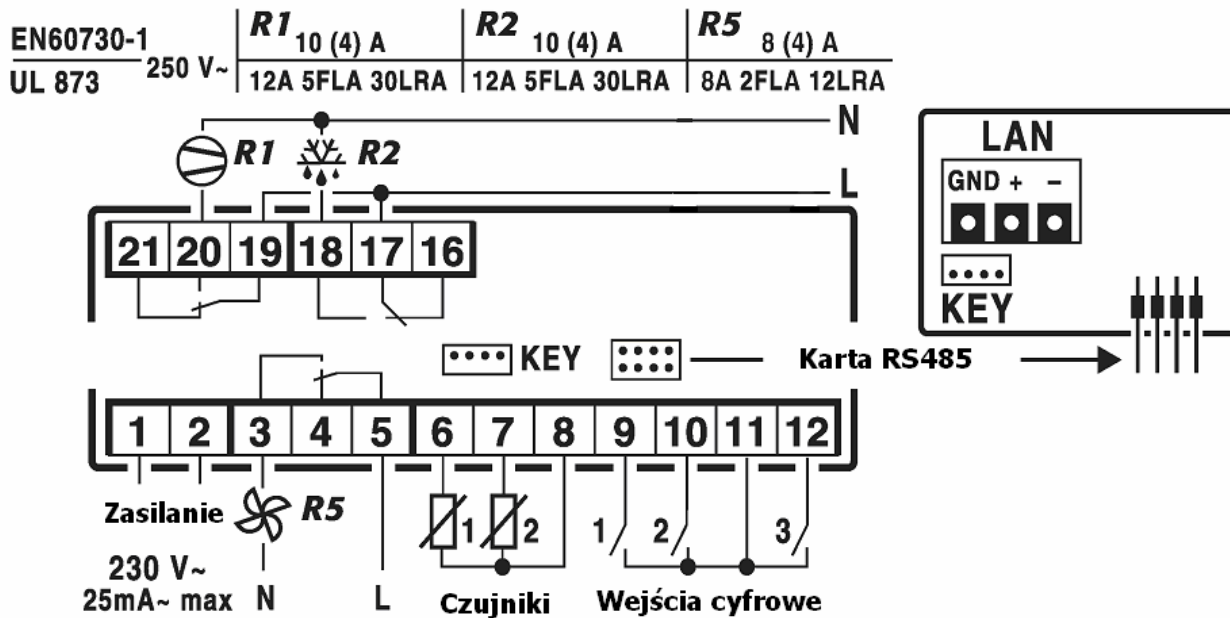 EN60730-1
UL 873
250 V~
R1 10 (4) A
12A 5FLA 30LRA
R2 10 (4) A
12A 5FLA 30LRA
R5 8 (4) A
8A 2FLA 12LRA
N
R1 R2
L
21 20 19 18 17 16
LAN
GND + -
KEY
KEY
Karta RS485
1 2 3 4 5 6 7 8 9 10 11 12
Zasilanie
R5
1 2 1 2 3
230 V~
25mA~ max
N L
Czujniki
Wejścia cyfrowe